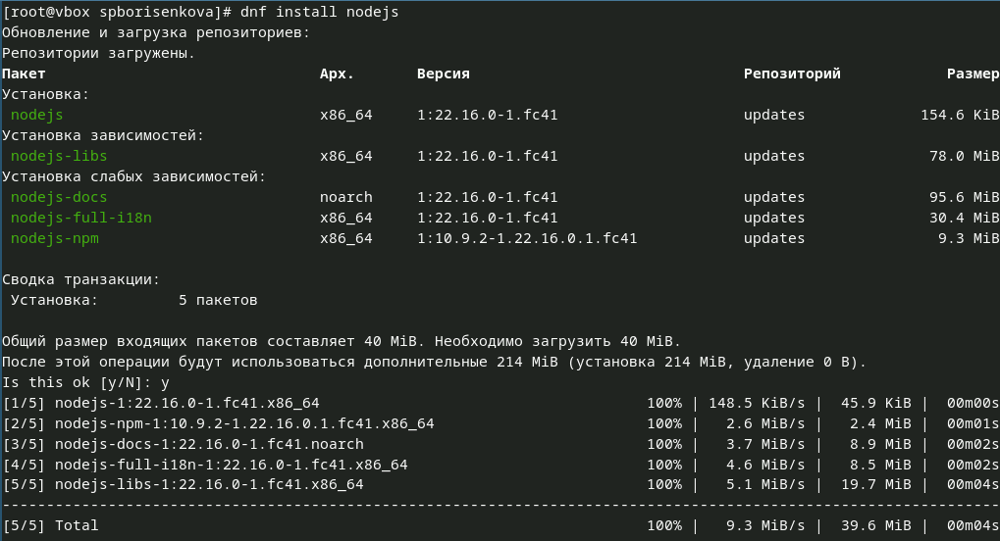 [root@vbox spborisenkova]# dnf install nodejs
Обновление и загрузка репозиториев:
Репозитории загружены.
Пакет Арх. Версия Репозиторий Размер
Установка:
nodejs x86_64 1:22.16.0-1.fc41 updates 154.6 KiB
Установка зависимостей:
nodejs-libs x86_64 1:22.16.0-1.fc41 updates 78.0 MiB
Установка слабых зависимостей:
nodejs-docs noarch 1:22.16.0-1.fc41 updates 95.6 MiB
nodejs-full-i18n x86_64 1:22.16.0-1.fc41 updates 30.4 MiB
nodejs-npm x86_64 1:10.9.2-1.22.16.0.1.fc41 updates 9.3 MiB
Сводка транзакции:
Установка: 5 пакетов
Общий размер входящих пакетов составляет 40 MiB. Необходимо загрузить 40 MiB.
После этой операции будут использоваться дополнительные 214 MiB (установка 214 MiB, удаление 0 B).
Is this ok [y/N]: y
[1/5] nodejs-1:22.16.0-1.fc41.x86_64 100% | 148.5 KiB/s | 45.9 KiB | 00m00s
[2/5] nodejs-npm-1:10.9.2-1.22.16.0.1.fc41.x86_64 100% | 2.6 MiB/s | 2.4 MiB | 00m01s
[3/5] nodejs-docs-1:22.16.0-1.fc41.noarch 100% | 3.7 MiB/s | 8.9 MiB | 00m02s
[4/5] nodejs-full-i18n-1:22.16.0-1.fc41.x86_64 100% | 4.6 MiB/s | 8.5 MiB | 00m02s
[5/5] nodejs-libs-1:22.16.0-1.fc41.x86_64 100% | 5.1 MiB/s | 19.7 MiB | 00m04s
-----------------------------------------------------------------------------------------------------------------
[5/5] Total 100% | 9.3 MiB/s | 39.6 MiB | 00m04s